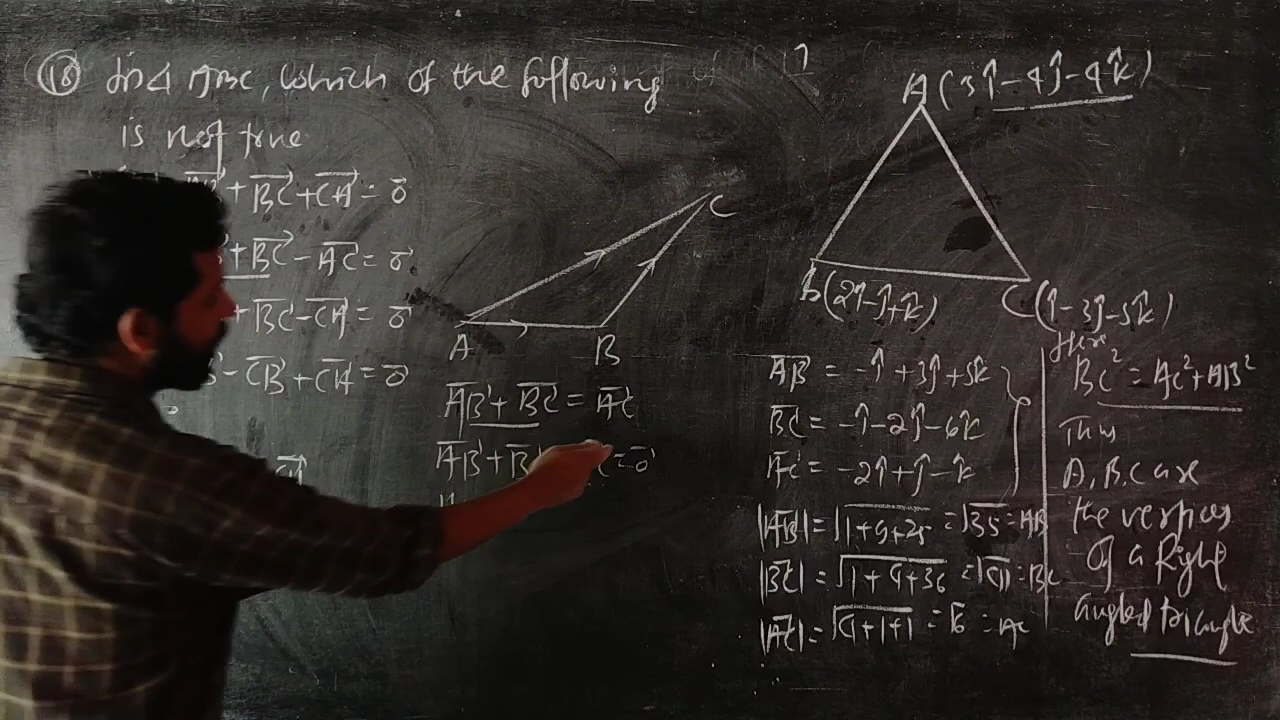 18 In Δ ABC, which of the following
is not true
+ BC + CA = 0
+ BC - AC = 0
+ BC - CA = 0
- CB + CA = 0
CA
C
A B
AB + BC = AC
AB + B = 0
A (3î-4ĵ-4k̂)
B(2î-ĵ+k̂) C(î-3ĵ-5k̂)
AB = -î+3ĵ+5k̂
BC = -î-2ĵ-6k̂
AC = -2î+ĵ-k̂
|AB| = √1+9+25 = √35 = AB
|BC| = √1+4+36 = √41 = BC
|AC| = √4+1+1 = √6 = AC
Here
BC² = AC²+AB²
Thus
A, B, C are
the vertices
of a Right
angled triangle